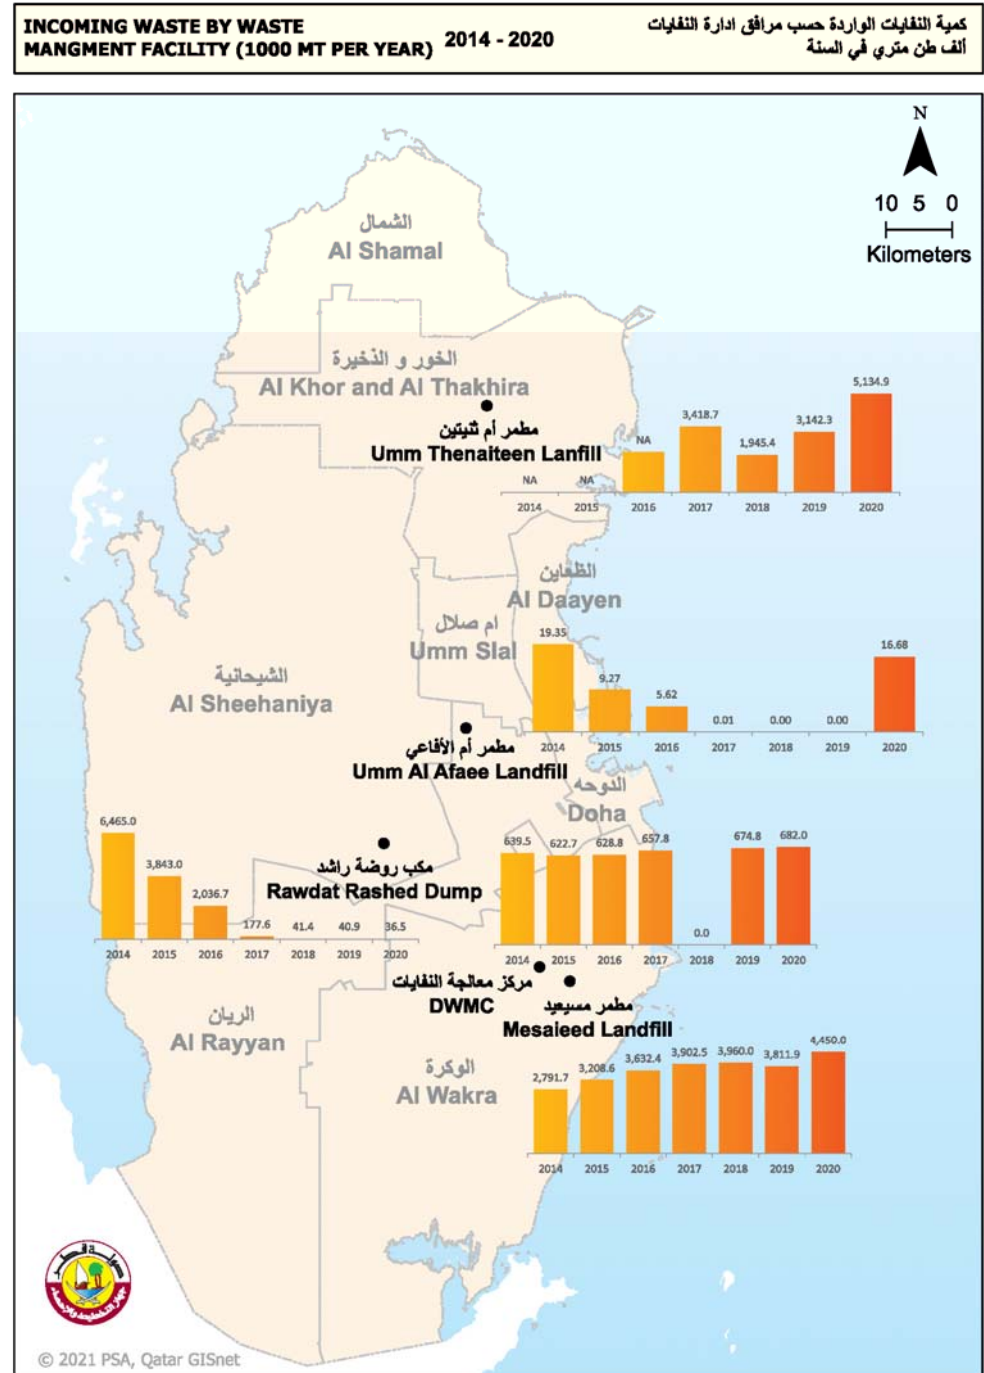 INCOMING WASTE BY WASTE
MANGMENT FACILITY (1000 MT PER YEAR) 2014 - 2020
كمية النفايات الواردة حسب مرافق ادارة النفايات
ألف طن متري في السنة
N
10 5 0
Kilometers
الشمال
Al Shamal
الخور و الذخيرة
Al Khor and Al Thakhira
مطمر أم ثنيتين
Umm Thenaiteen Lanfill
NA NA NA 3,418.7 1,945.4 3,142.3 5,134.9
2014 2015 2016 2017 2018 2019 2020
الظعاين
Al Daayen
ام صلال
Umm Slal
الشيحانية
Al Sheehaniya
19.35 9.27 5.62 0.01 0.00 0.00 16.68
2014 2015 2016 2017 2018 2019 2020
مطمر أم الأفاعي
Umm Al Afaee Landfill
الدوحه
Doha
6,465.0 3,843.0 2,036.7 177.6 41.4 40.9 36.5
2014 2015 2016 2017 2018 2019 2020
مكب روضة راشد
Rawdat Rashed Dump
639.5 622.7 628.8 657.8 0.0 674.8 682.0
2014 2015 2016 2017 2018 2019 2020
مركز معالجة النفايات
DWMC
مطمر مسيعيد
Mesaieed Landfill
الريان
Al Rayyan
الوكرة
Al Wakra
2,791.7 3,208.6 3,632.4 3,902.5 3,960.0 3,811.9 4,450.0
2014 2015 2016 2017 2018 2019 2020
دولة قطر
جهاز التخطيط والإحصاء
© 2021 PSA, Qatar GISnet